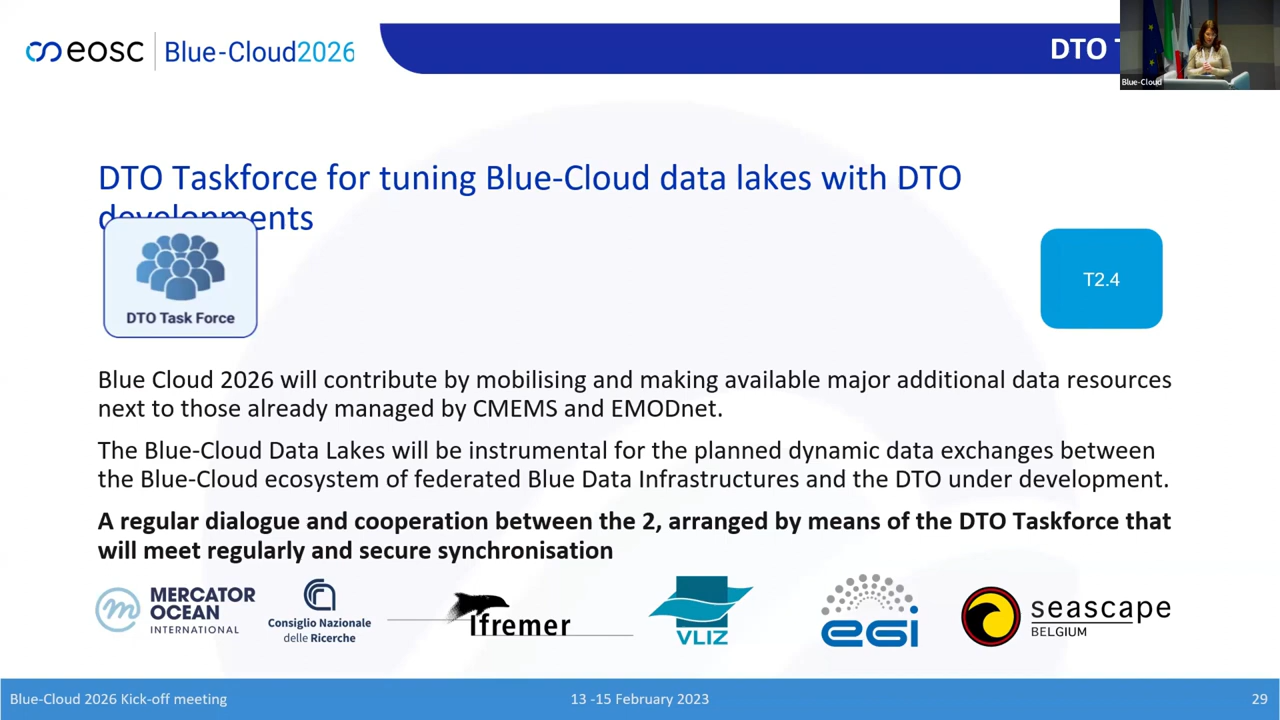 eosc Blue-Cloud2026
DTO T
Blue-Cloud
DTO Taskforce for tuning Blue-Cloud data lakes with DTO
developments
DTO Task Force
T2.4
Blue Cloud 2026 will contribute by mobilising and making available major additional data resources
next to those already managed by CMEMS and EMODnet.
The Blue-Cloud Data Lakes will be instrumental for the planned dynamic data exchanges between
the Blue-Cloud ecosystem of federated Blue Data Infrastructures and the DTO under development.
A regular dialogue and cooperation between the 2, arranged by means of the DTO Taskforce that
will meet regularly and secure synchronisation
MERCATOR
OCEAN
INTERNATIONAL
Consiglio Nazionale
delle Ricerche
Ifremer
VLIZ
egi
seascape
BELGIUM
Blue-Cloud 2026 Kick-off meeting
13 -15 February 2023
29